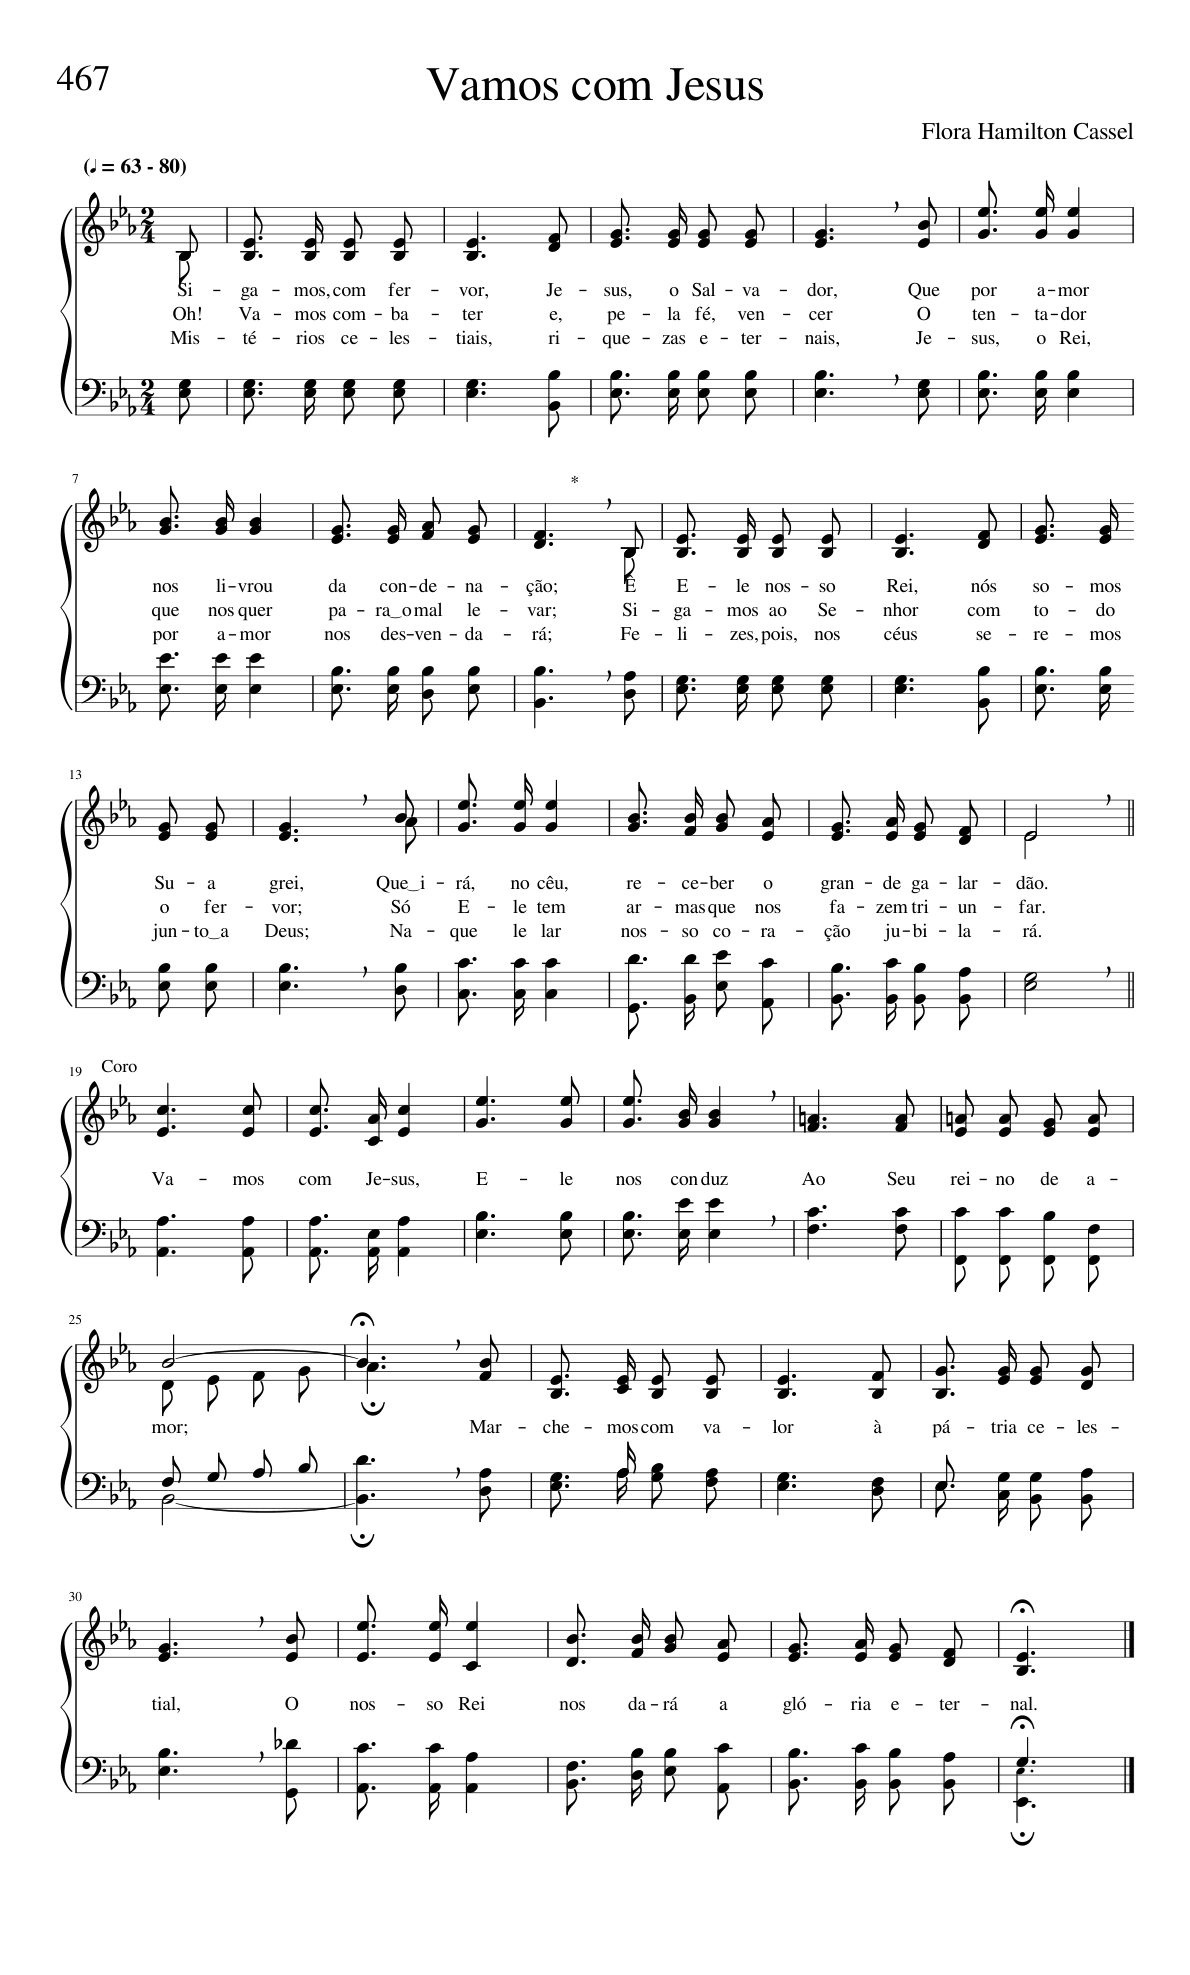 467
Vamos com Jesus
Flora Hamilton Cassel
(♩ = 63 - 80)
2 4
Si - ga - mos, com fer - vor, Je - sus, o Sal - va - dor, Que por a - mor
Oh! Va - mos com - ba - ter e, pe - la fé, ven - cer O ten - ta - dor
Mis - té - rios ce - les - tiais, ri - que - zas e - ter - nais, Je - sus, o Rei,
2 4
7
*
nos li - vrou da con - de - na - ção; È E - le nos - so Rei, nós so - mos
que nos quer pa - ra‿o mal le - var; Si - ga - mos ao Se - nhor com to - do
por a - mor nos des - ven - da - rá; Fe - li - zes, pois, nos céus se - re - mos
13
Su - a grei, Que‿i - rá, no cêu, re - ce - ber o gran - de ga - lar - dão.
o fer - vor; Só E - le tem ar - mas que nos fa - zem tri - un - far.
jun - to‿a Deus; Na - que le lar nos - so co - ra - ção ju - bi - la - rá.
19
Coro
Va - mos com Je - sus, E - le nos con duz Ao Seu rei - no de a -
25
mor; Mar - che - mos com va - lor à pá - tria ce - les -
30
tial, O nos - so Rei nos da - rá a gló - ria e - ter - nal.